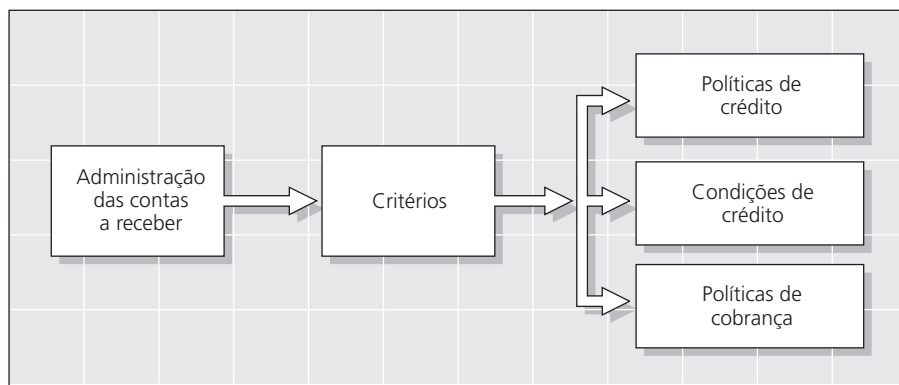 Administração
das contas
a receber
Critérios
Políticas de
crédito
Condições de
crédito
Políticas de
cobrança